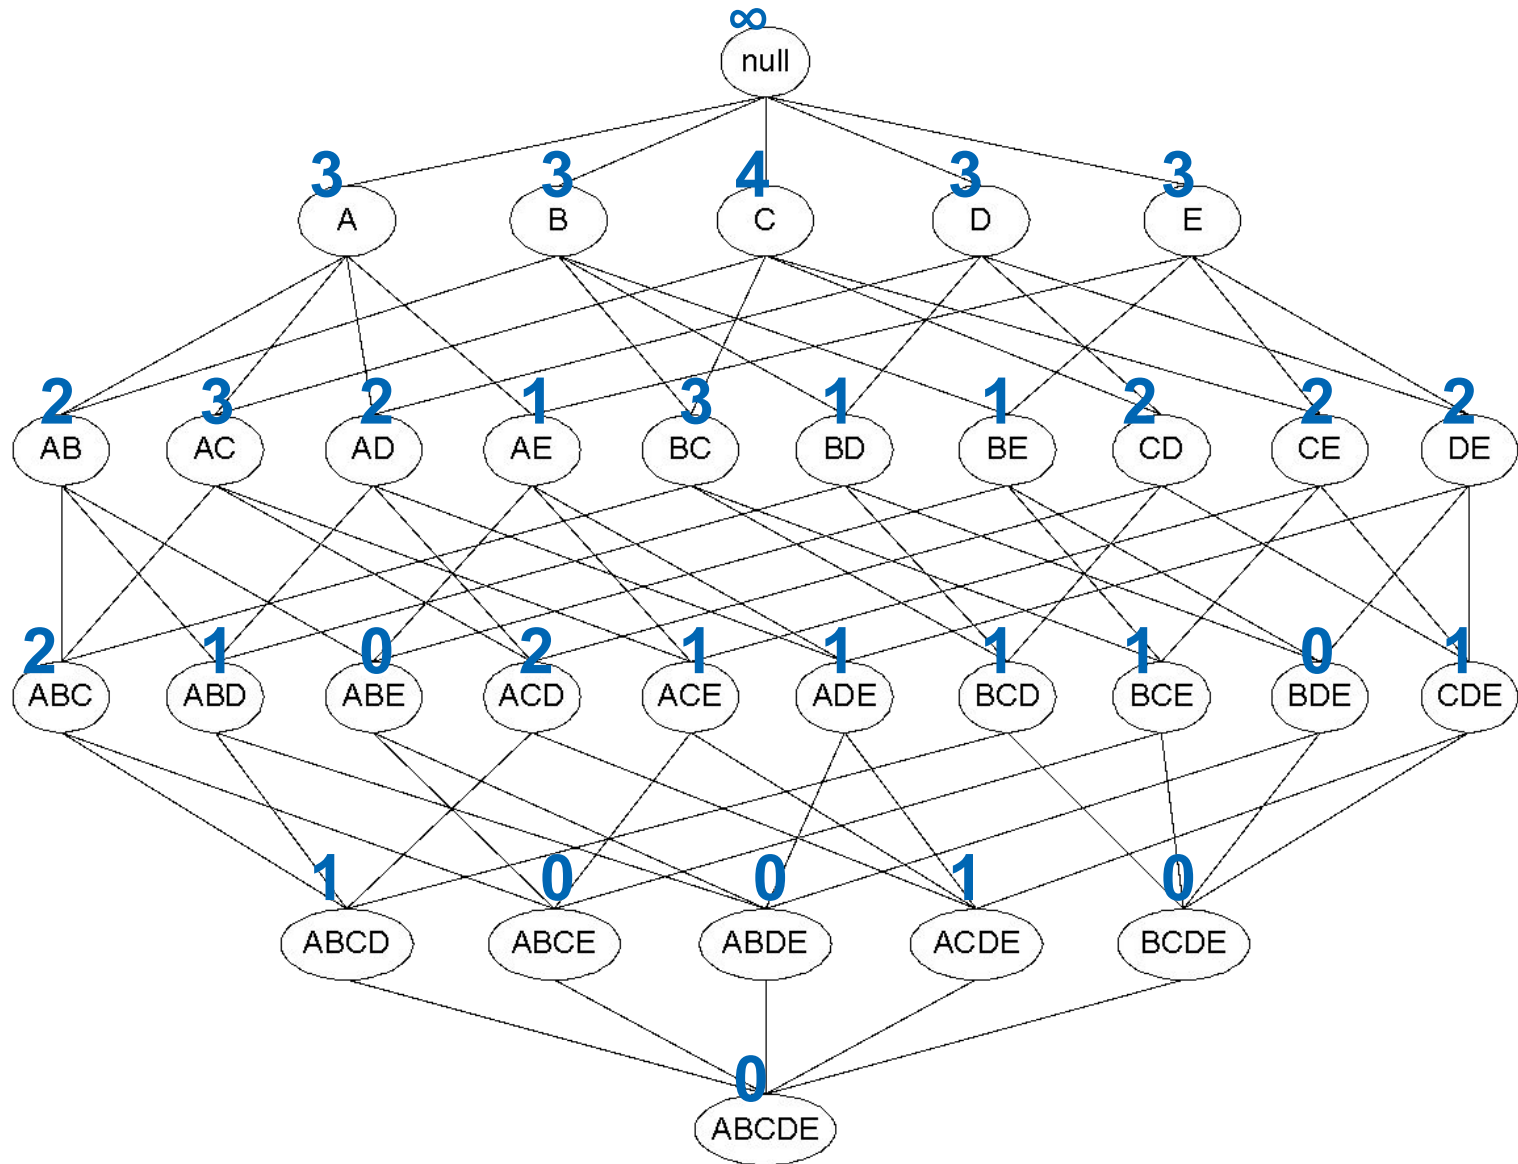 ∞
null
3 3 4 3 3
A B C D E
2 3 2 1 3 1 1 2 2 2
AB AC AD AE BC BD BE CD CE DE
2 1 0 2 1 1 1 1 0 1
ABC ABD ABE ACD ACE ADE BCD BCE BDE CDE
1 0 0 1 0
ABCD ABCE ABDE ACDE BCDE
0
ABCDE